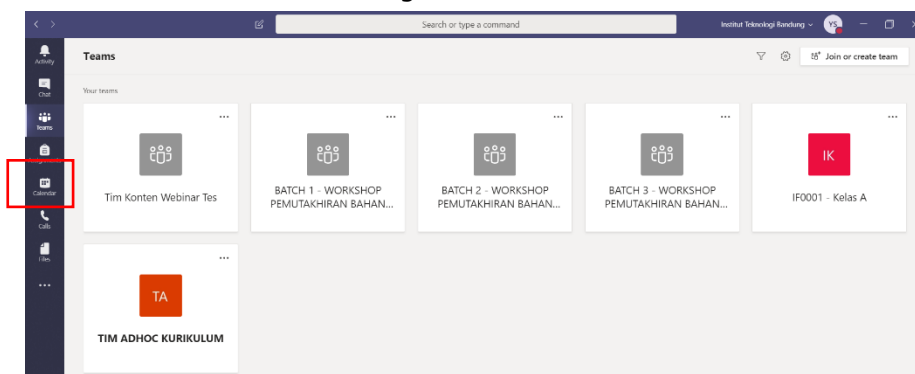 Search or type a command
Institut Teknologi Bandung
YS
Activity
Chat
Teams
Assignments
Calendar
Calls
Files
Teams
Join or create team
Your teams
Tim Konten Webinar Tes
BATCH 1 - WORKSHOP
PEMUTAKHIRAN BAHAN...
BATCH 2 - WORKSHOP
PEMUTAKHIRAN BAHAN...
BATCH 3 - WORKSHOP
PEMUTAKHIRAN BAHAN...
IK
IF0001 - Kelas A
TA
TIM ADHOC KURIKULUM